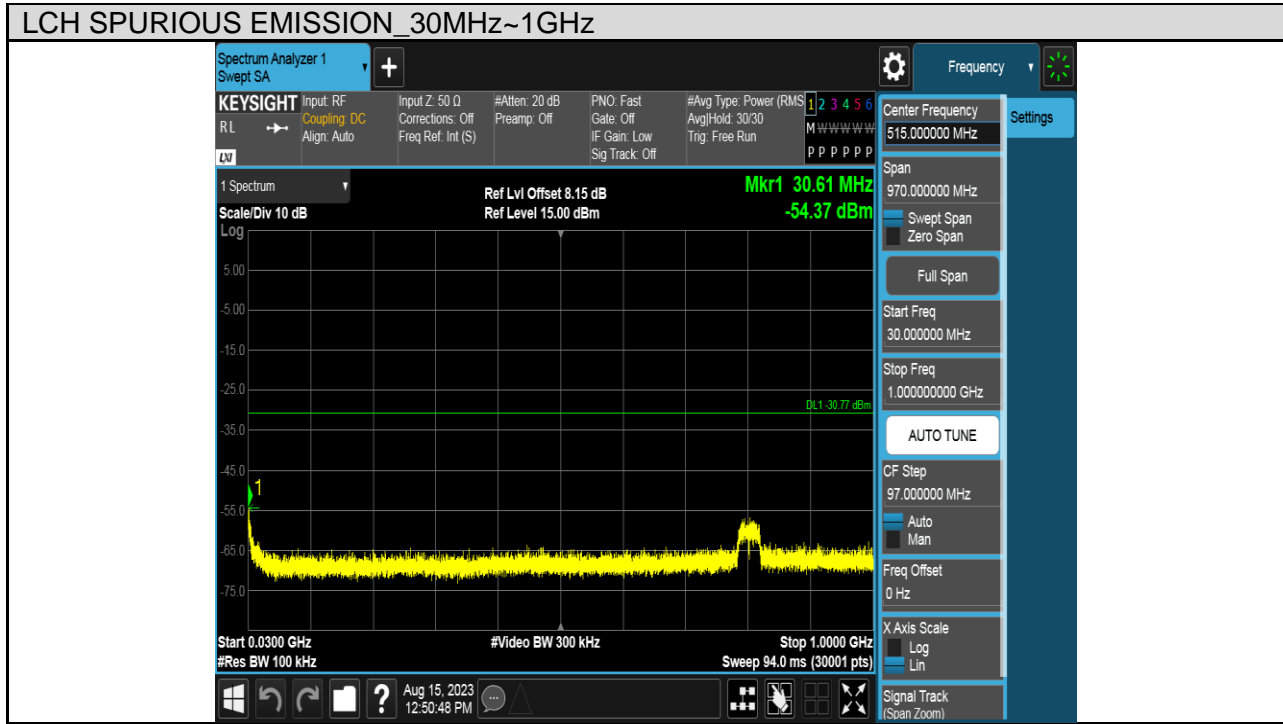 LCH SPURIOUS EMISSION_30MHz~1GHz
Spectrum Analyzer 1
Swept SA
+
Frequency
KEYSIGHT
RL
LXI
Input: RF
Coupling: DC
Align: Auto
Input Z: 50 Ω
Corrections: Off
Freq Ref: Int (S)
#Atten: 20 dB
Preamp: Off
PNO: Fast
Gate: Off
IF Gain: Low
Sig Track: Off
#Avg Type: Power (RMS
Avg|Hold: 30/30
Trig: Free Run
1 2 3 4 5 6
M W W W W W
P P P P P P
1 Spectrum
Scale/Div 10 dB
Log
Ref Lvl Offset 8.15 dB
Ref Level 15.00 dBm
Mkr1 30.61 MHz
-54.37 dBm
5.00
-5.00
-15.0
-25.0
DL1 -30.77 dBm
-35.0
-45.0
1
-55.0
-65.0
-75.0
Start 0.0300 GHz
#Res BW 100 kHz
#Video BW 300 kHz
Stop 1.0000 GHz
Sweep 94.0 ms (30001 pts)
?
Aug 15, 2023
12:50:48 PM
Center Frequency
515.000000 MHz
Settings
Span
970.000000 MHz
Swept Span
Zero Span
Full Span
Start Freq
30.000000 MHz
Stop Freq
1.000000000 GHz
AUTO TUNE
CF Step
97.000000 MHz
Auto
Man
Freq Offset
0 Hz
X Axis Scale
Log
Lin
Signal Track
(Span Zoom)